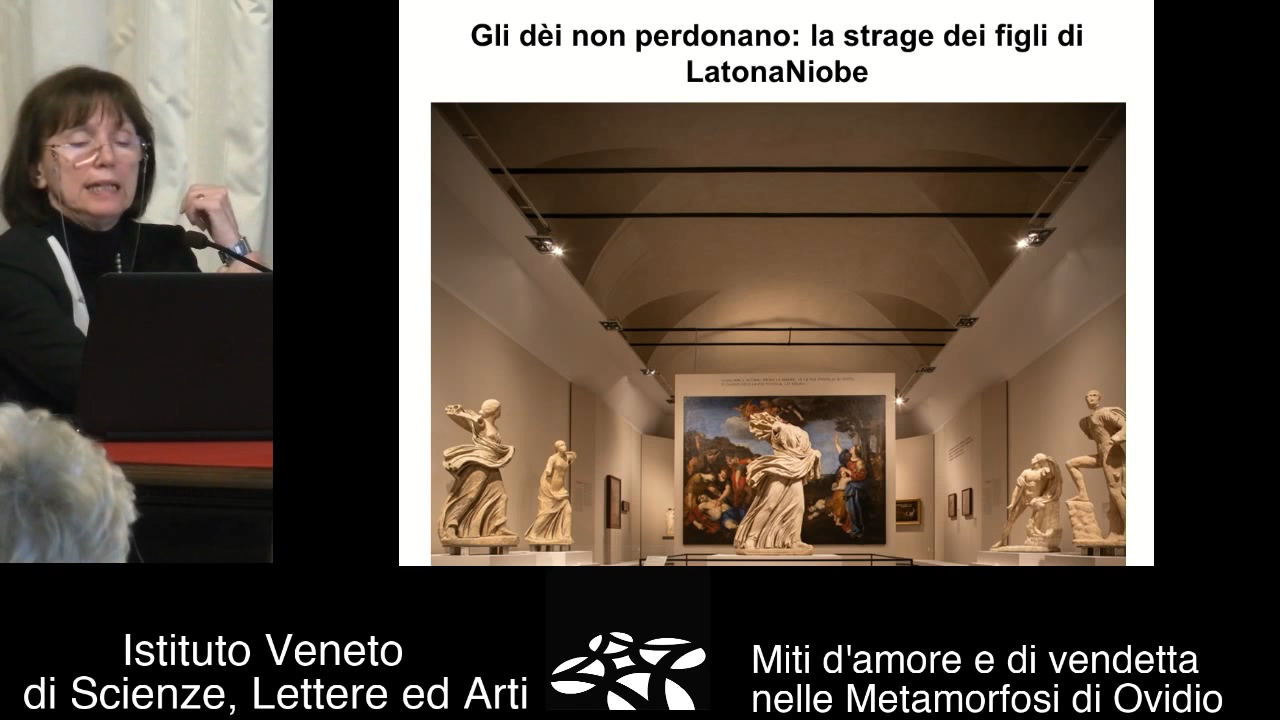 Gli dèi non perdonano: la strage dei figli di
LatonaNiobe
Istituto Veneto
di Scienze, Lettere ed Arti
Miti d'amore e di vendetta
nelle Metamorfosi di Ovidio